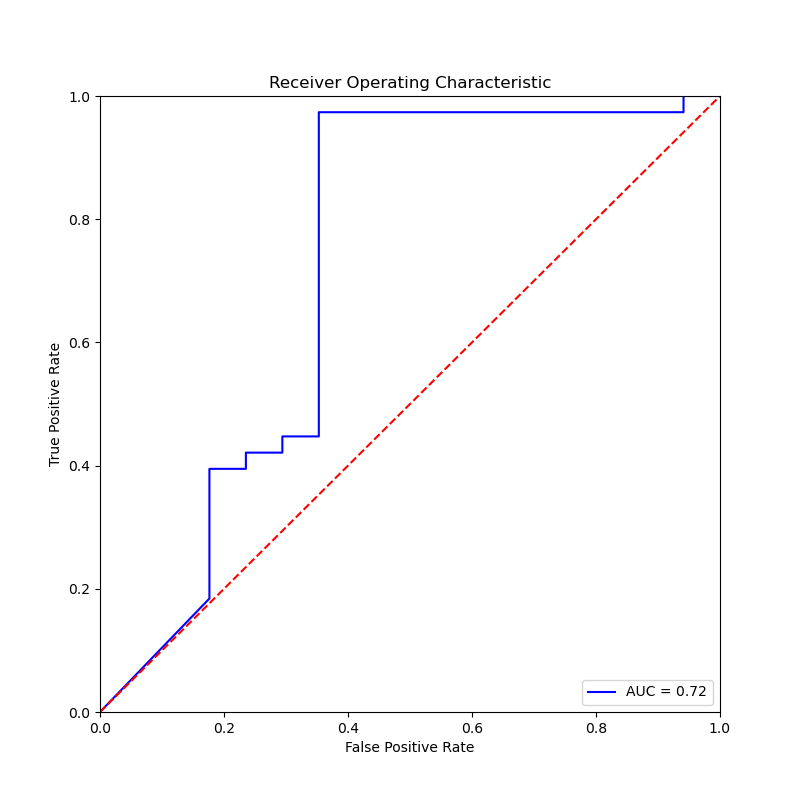 Receiver Operating Characteristic
1.0
0.8
0.6
0.4
0.2
0.0
True Positive Rate
AUC = 0.72
0.0 0.2 0.4 0.6 0.8 1.0
False Positive Rate